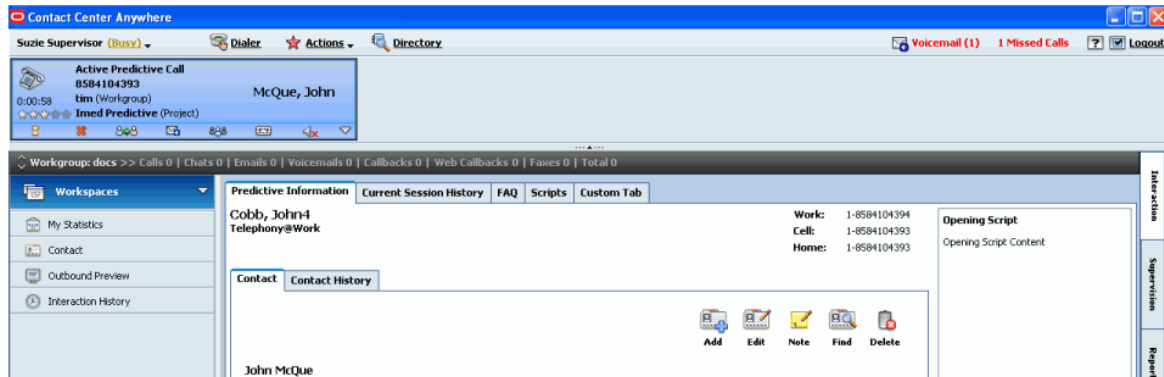 Contact Center Anywhere
Suzie Supervisor (Busy) Dialer Actions Directory Voicemail (1) 1 Missed Calls ? Logout
Active Predictive Call
8584104393
0:00:58 tim (Workgroup) McQue, John
Imed Predictive (Project)
Workgroup: docs >> Calls 0 | Chats 0 | Emails 0 | Voicemails 0 | Callbacks 0 | Web Callbacks 0 | Faxes 0 | Total 0
Workspaces
My Statistics
Contact
Outbound Preview
Interaction History
Predictive Information Current Session History FAQ Scripts Custom Tab
Cobb, John4
Telephony@Work
Work: 1-8584104394
Cell: 1-8584104393
Home: 1-8584104393
Opening Script
Opening Script Content
Contact Contact History
Add Edit Note Find Delete
John McQue
Interaction
Supervision
Report